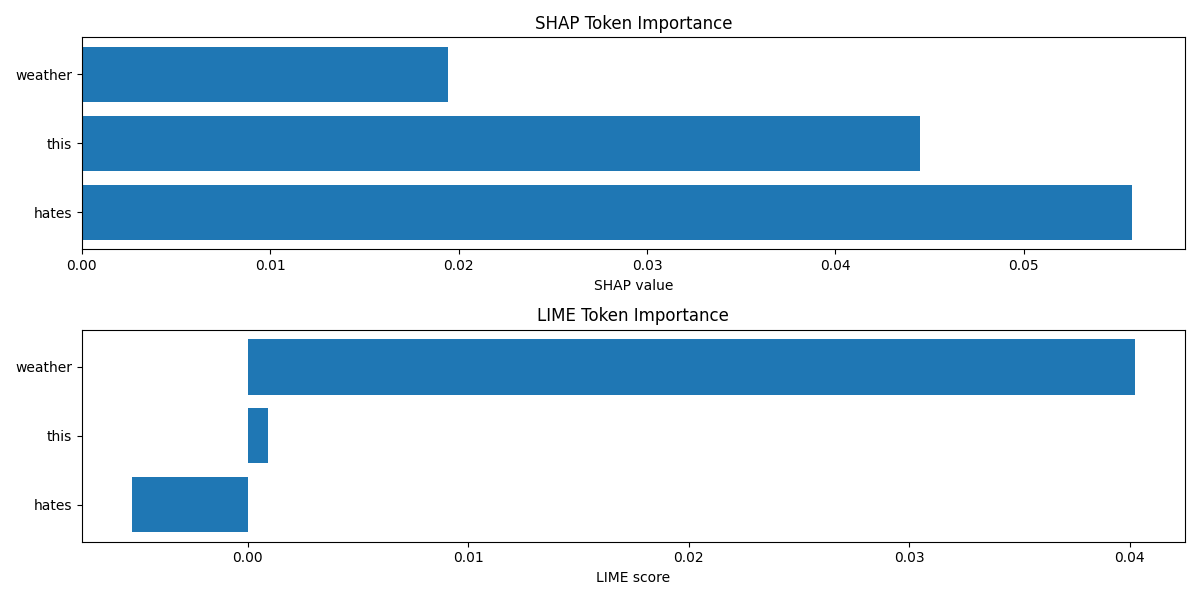 SHAP Token Importance
weather
this
hates
0.00 0.01 0.02 0.03 0.04 0.05
SHAP value
LIME Token Importance
weather
this
hates
0.00 0.01 0.02 0.03 0.04
LIME score